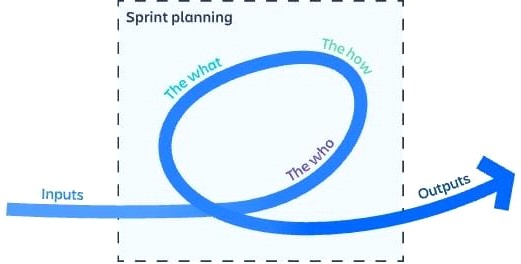 Sprint planning
The what
The how
The who
Inputs
Outputs